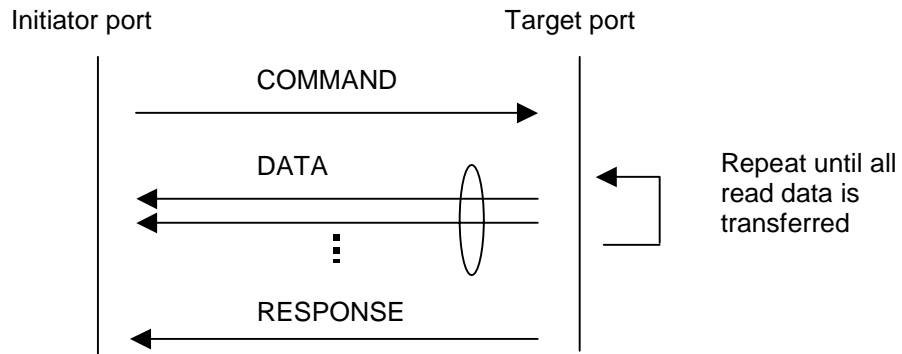 Initiator port
Target port
COMMAND
DATA
Repeat until all
read data is
transferred
RESPONSE